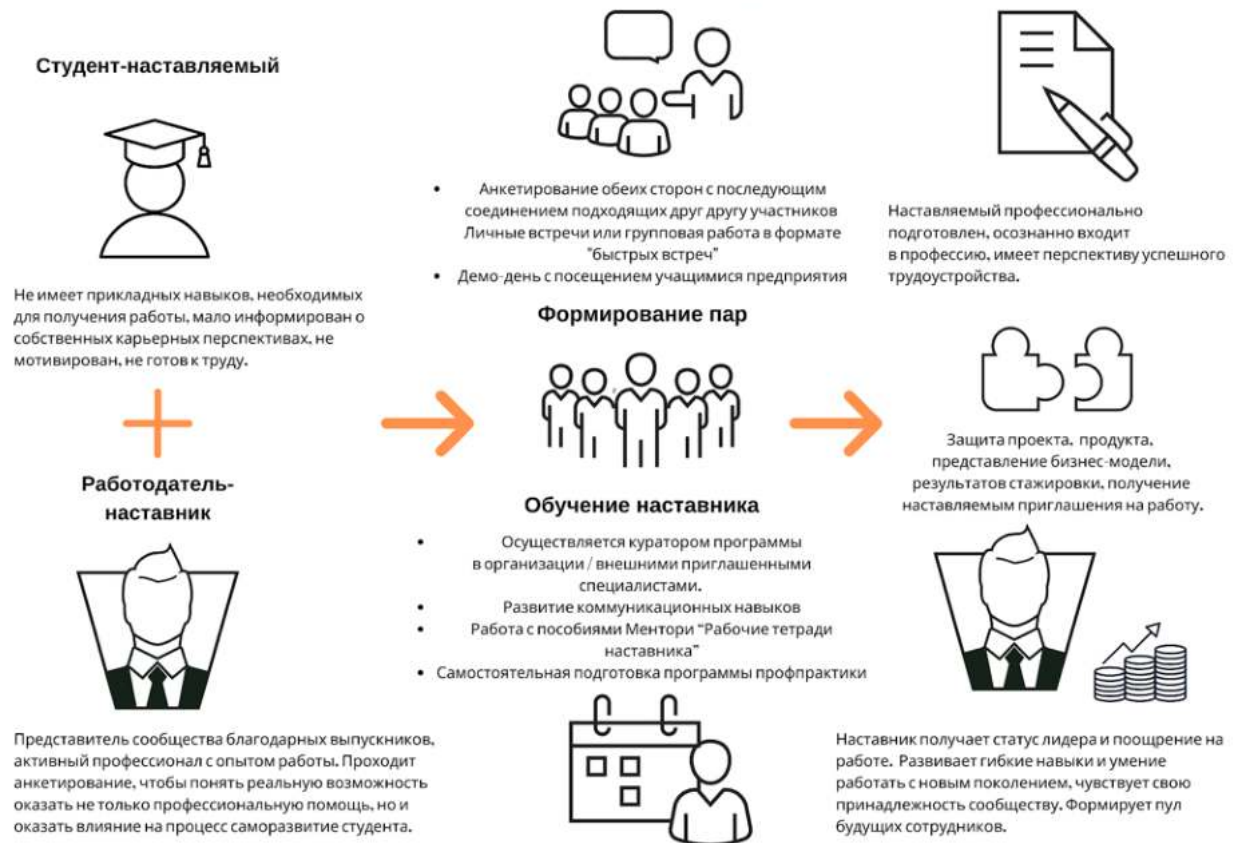 Студент-наставляемый
Не имеет прикладных навыков, необходимых
для получения работы, мало информирован о
собственных карьерных перспективах, не
мотивирован, не готов к труду.
Работодатель-
наставник
Представитель сообщества благодарных выпускников,
активный профессионал с опытом работы. Проходит
анкетирование, чтобы понять реальную возможность
оказать не только профессиональную помощь, но и
оказать влияние на процесс саморазвитие студента.
• Анкетирование обеих сторон с последующим
соединением подходящих друг другу участников
Личные встречи или групповая работа в формате
"быстрых встреч"
• Демо-день с посещением учащимися предприятия
Формирование пар
Обучение наставника
• Осуществляется куратором программы
в организации / внешними приглашенными
специалистами.
• Развитие коммуникационных навыков
• Работа с пособиями Ментори “Рабочие тетради
наставника”
• Самостоятельная подготовка программы профпрактики
Наставляемый профессионально
подготовлен, осознанно входит
в профессию, имеет перспективу успешного
трудоустройства.
Защита проекта, продукта,
представление бизнес-модели,
результатов стажировки, получение
наставляемым приглашения на работу.
Наставник получает статус лидера и поощрение на
работе. Развивает гибкие навыки и умение
работать с новым поколением, чувствует свою
принадлежность сообществу. Формирует пул
будущих сотрудников.